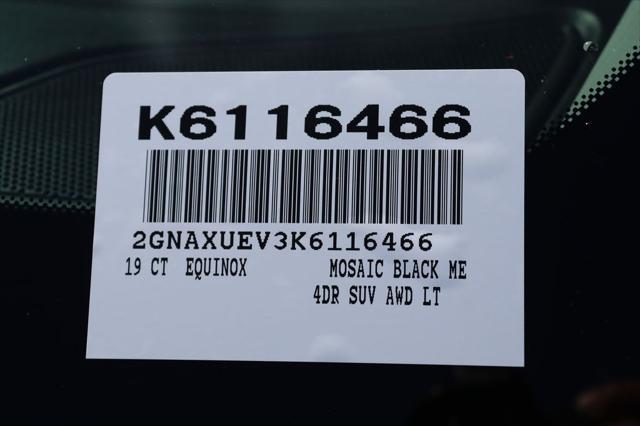 K6116466
2GNAXUEV3K6116466
19 CT EQUINOX MOSAIC BLACK ME
4DR SUV AWD LT